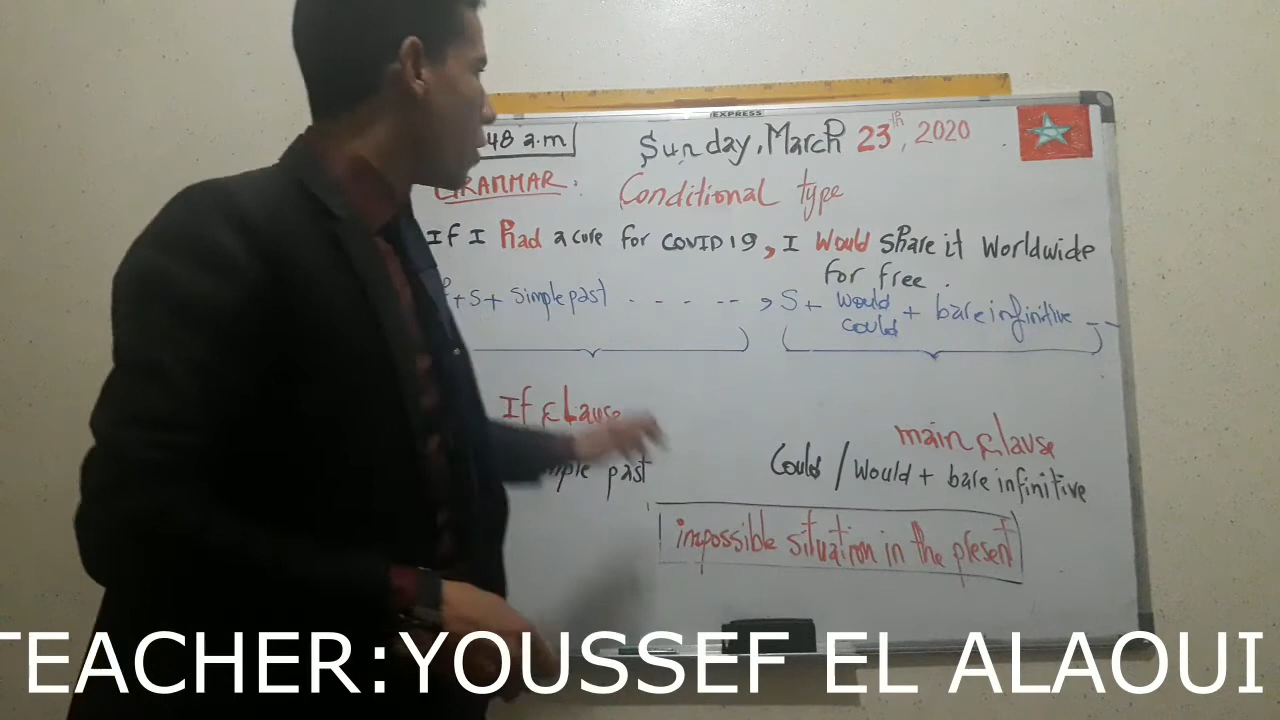 EXPRESS
48 a.m Sunday, March 23th, 2020
GRAMMAR: Conditional type
If I had a cure for COVID19, I would share it worldwide
for free.
+ S + simple past . - - - - -- , S + would + bare infinitive --
could
If clause
main clause
past Could / Would + bare infinitive
impossible situation in the present
TEACHER:YOUSSEF EL ALAOUI